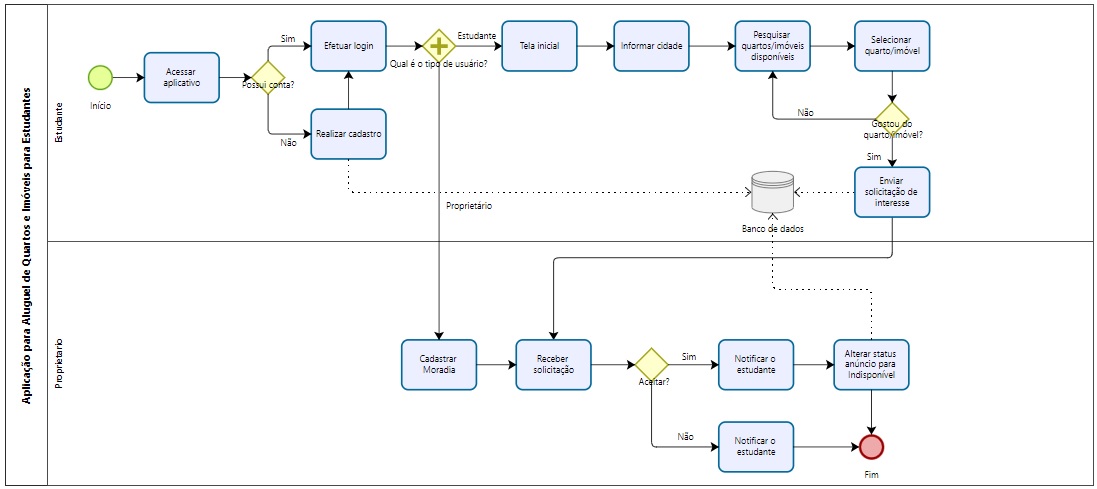 Aplicação para Aluguel de Quartos e Imóveis para Estudantes
Estudante
Início
Acessar
aplicativo
Possui conta?
Sim
Não
Efetuar login
Realizar cadastro
Qual é o tipo de usuário?
Estudante
Proprietário
Tela inicial
Informar cidade
Pesquisar
quartos/imóveis
disponíveis
Selecionar
quarto/imóvel
Gostou do
quarto/imóvel?
Não
Sim
Enviar
solicitação de
interesse
Banco de dados
Proprietario
Cadastrar
Moradia
Receber
solicitação
Aceitar?
Sim
Notificar o
estudante
Alterar status
anúncio para
Indisponível
Não
Notificar o
estudante
Fim